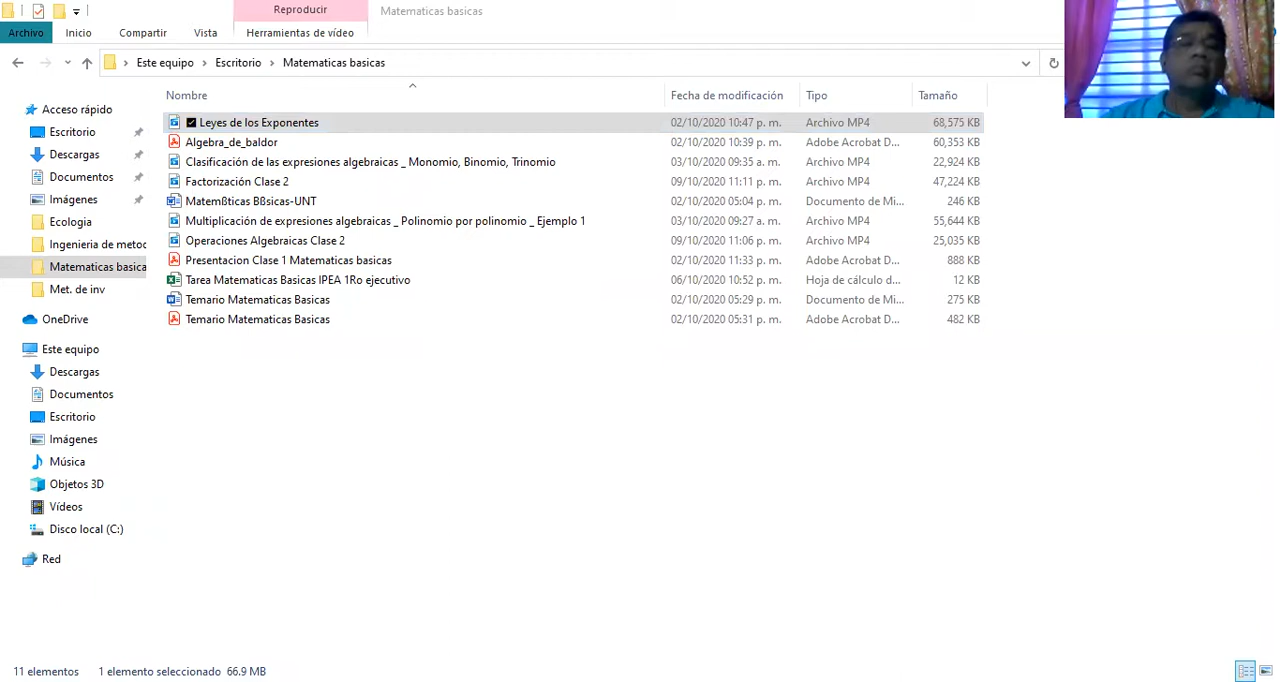 Reproducir
Matematicas basicas
Archivo Inicio Compartir Vista Herramientas de vídeo
Este equipo Escritorio Matematicas basicas
Nombre Fecha de modificación Tipo Tamaño
Leyes de los Exponentes 02/10/2020 10:47 p. m. Archivo MP4 68,575 KB
Algebra_de_baldor 02/10/2020 10:39 p. m. Adobe Acrobat D... 60,353 KB
Clasificación de las expresiones algebraicas _ Monomio, Binomio, Trinomio 03/10/2020 09:35 a. m. Archivo MP4 22,924 KB
Factorización Clase 2 09/10/2020 11:11 p. m. Archivo MP4 47,224 KB
Matemßticas Bßsicas-UNT 02/10/2020 05:04 p. m. Documento de Mi... 246 KB
Multiplicación de expresiones algebraicas _ Polinomio por polinomio _ Ejemplo 1 03/10/2020 09:27 a. m. Archivo MP4 55,644 KB
Operaciones Algebraicas Clase 2 09/10/2020 11:06 p. m. Archivo MP4 25,035 KB
Presentacion Clase 1 Matematicas basicas 02/10/2020 11:33 p. m. Adobe Acrobat D... 888 KB
Tarea Matematicas Basicas IPEA 1Ro ejecutivo 06/10/2020 10:52 p. m. Hoja de cálculo d... 12 KB
Temario Matematicas Basicas 02/10/2020 05:29 p. m. Documento de Mi... 275 KB
Temario Matematicas Basicas 02/10/2020 05:31 p. m. Adobe Acrobat D... 482 KB
Acceso rápido
Escritorio
Descargas
Documentos
Imágenes
Ecologia
Ingenieria de metoc
Matematicas basica
Met. de inv
OneDrive
Este equipo
Descargas
Documentos
Escritorio
Imágenes
Música
Objetos 3D
Vídeos
Disco local (C:)
Red
11 elementos 1 elemento seleccionado 66.9 MB